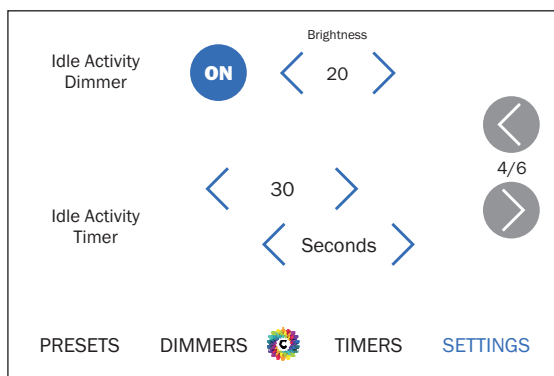 Brightness
Idle Activity
Dimmer
ON
20
4/6
30
Idle Activity
Timer
Seconds
PRESETS DIMMERS C TIMERS SETTINGS